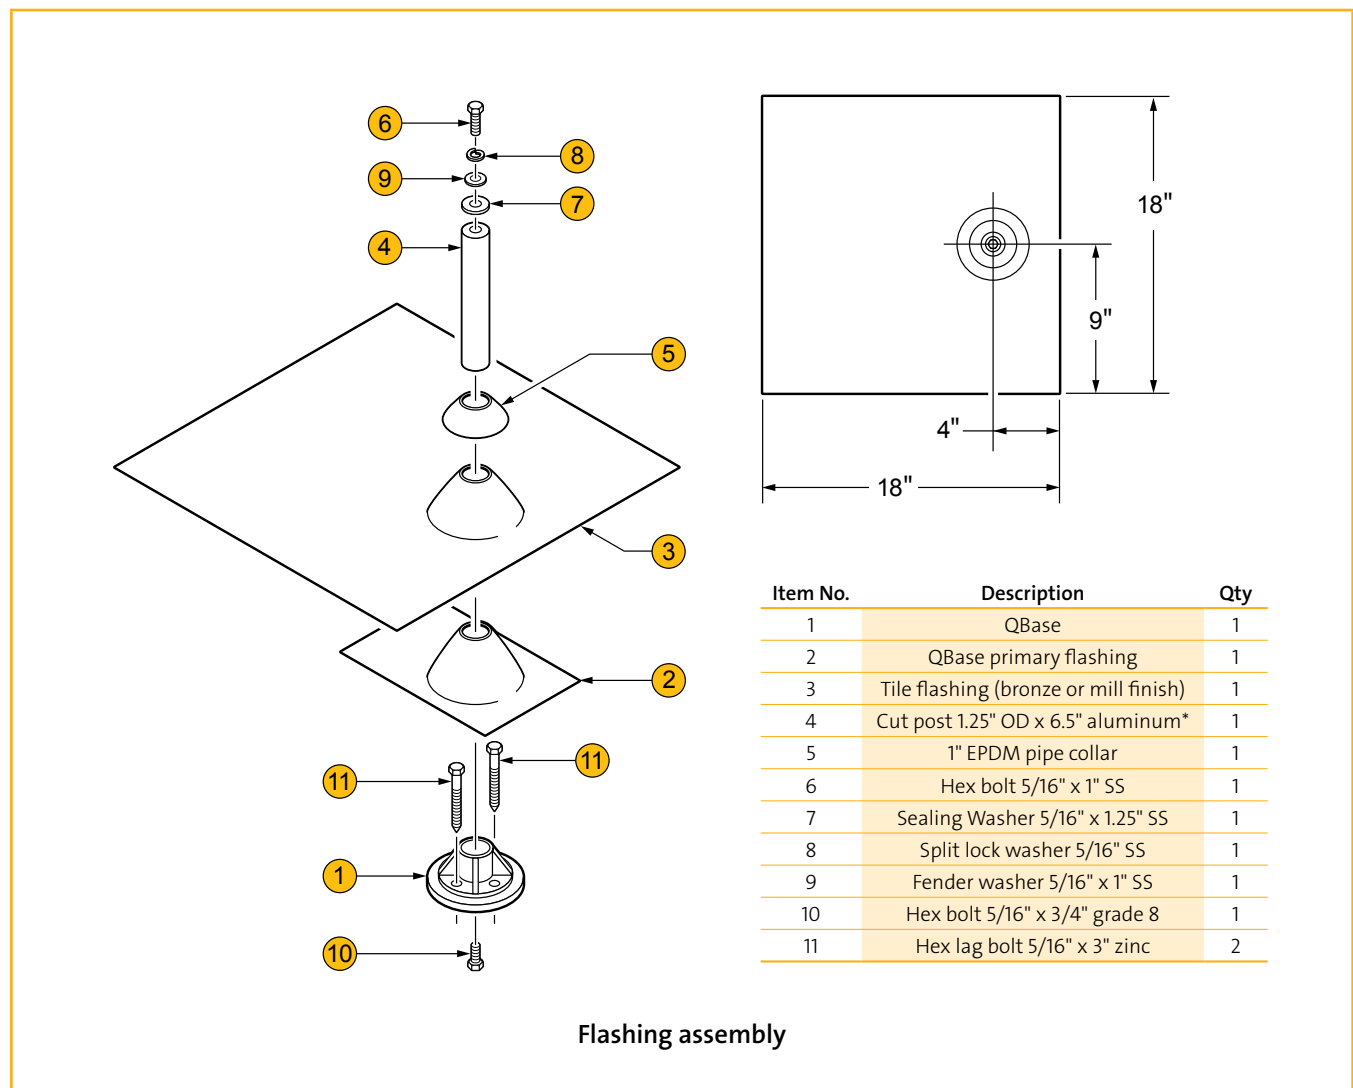 6
8
9
7
4
5
3
2
11
11
1
10
18"
9"
4"
18"
Item No. Description Qty
1 QBase 1
2 QBase primary flashing 1
3 Tile flashing (bronze or mill finish) 1
4 Cut post 1.25" OD x 6.5" aluminum* 1
5 1" EPDM pipe collar 1
6 Hex bolt 5/16" x 1" SS 1
7 Sealing Washer 5/16" x 1.25" SS 1
8 Split lock washer 5/16" SS 1
9 Fender washer 5/16" x 1" SS 1
10 Hex bolt 5/16" x 3/4" grade 8 1
11 Hex lag bolt 5/16" x 3" zinc 2
Flashing assembly